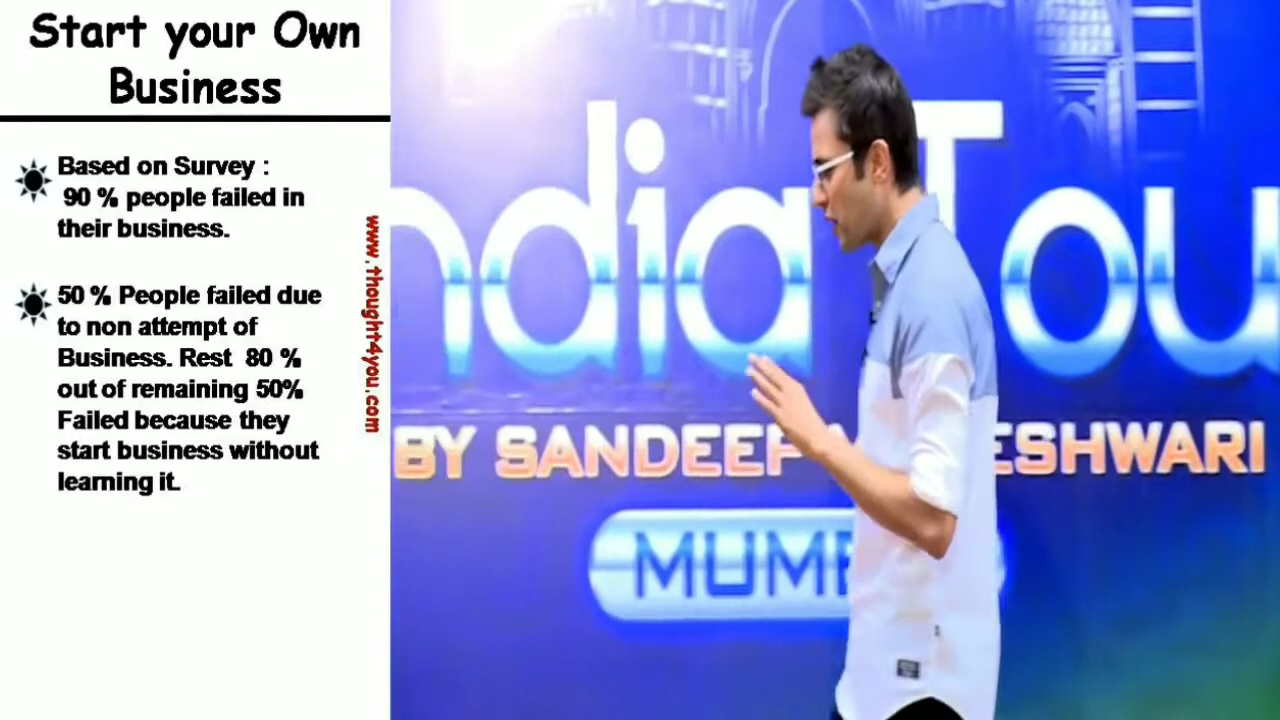 Start your Own
Business
Based on Survey :
90 % people failed in
their business.
50 % People failed due
to non attempt of
Business. Rest 80 %
out of remaining 50%
Failed because they
start business without
learning it.
www.thought4you.com
ndia Tou
BY SANDEEP ESHWARI
MUMB